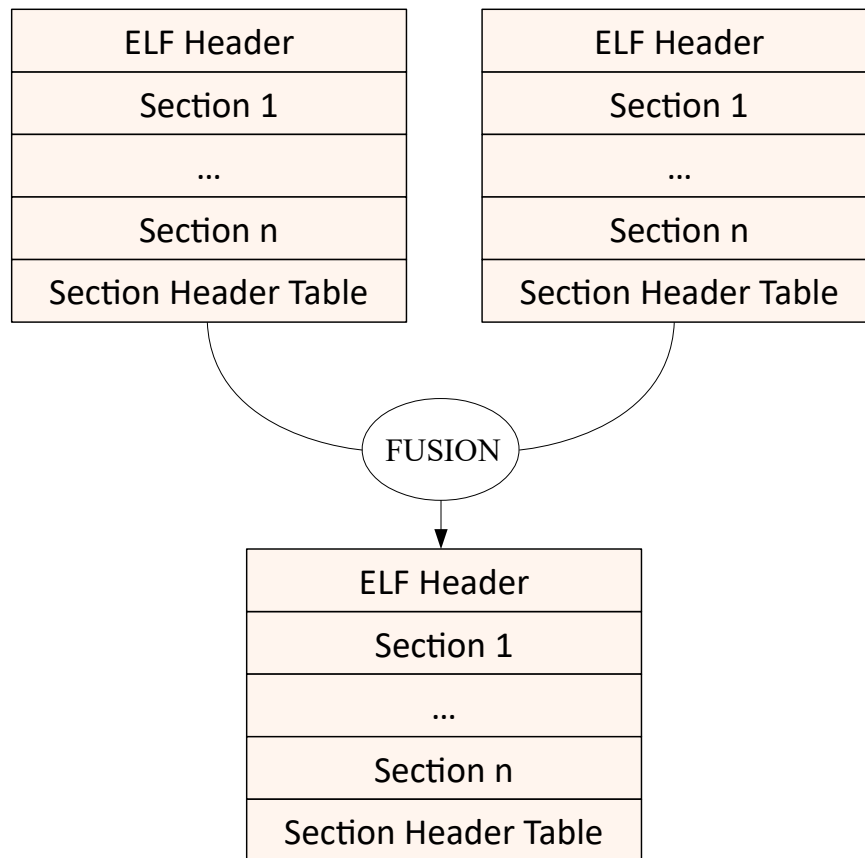 ELF Header
Section 1
...
Section n
Section Header Table
ELF Header
Section 1
...
Section n
Section Header Table
FUSION
ELF Header
Section 1
...
Section n
Section Header Table